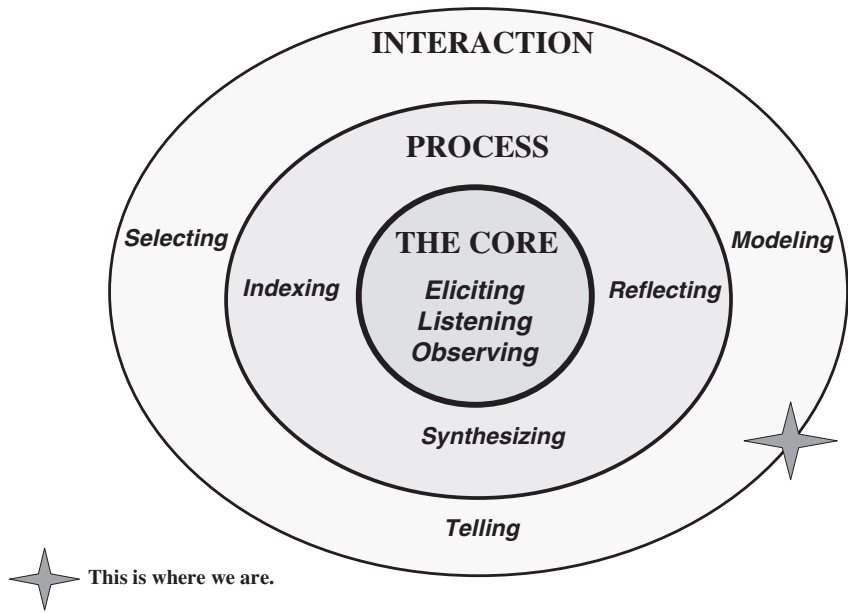 INTERACTION
PROCESS
THE CORE
Selecting
Modeling
Indexing
Eliciting
Reflecting
Listening
Observing
Synthesizing
Telling
This is where we are.